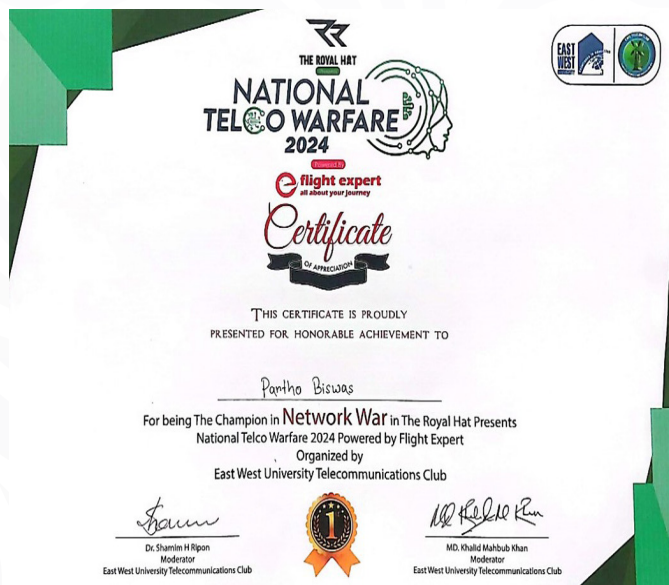 THE ROYAL HAT
NATIONAL
TELCO WARFARE
2024
Powered By
flight expert
all about your journey
EAST
WEST
Certificate
OF APPRECIATION
THIS CERTIFICATE IS PROUDLY
PRESENTED FOR HONORABLE ACHIEVEMENT TO
Pantho Biswas
For being The Champion in Network War in The Royal Hat Presents
National Telco Warfare 2024 Powered by Flight Expert
Organized by
East West University Telecommunications Club
1
Dr. Shamim H Ripon
Moderator
East West University Telecommunications Club
MD. Khalid Mahbub Khan
Moderator
East West University Telecommunications Club